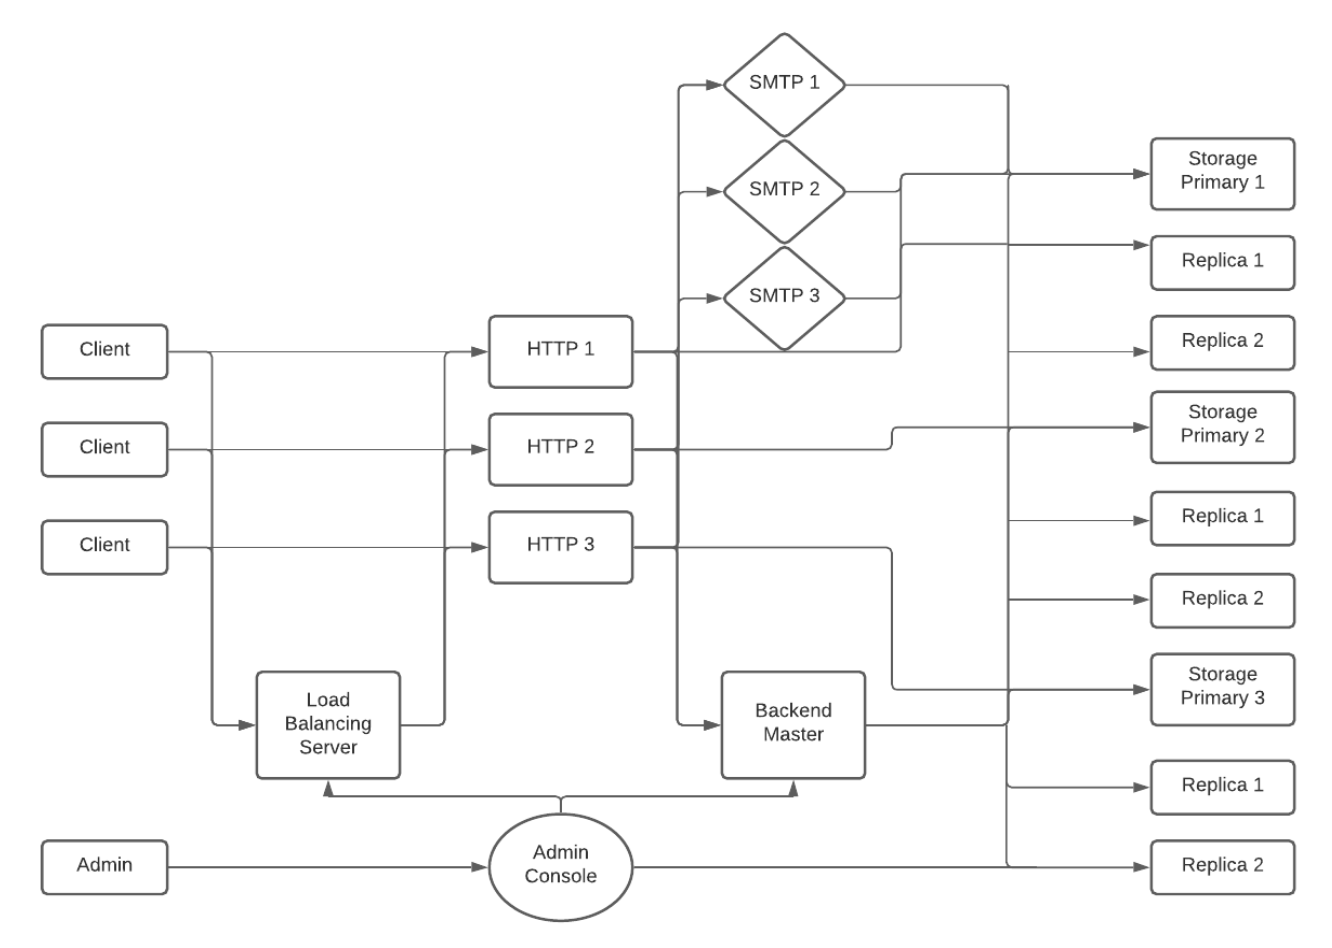 SMTP 1
Storage
Primary 1
SMTP 2
Replica 1
SMTP 3
Client
HTTP 1
Replica 2
Storage
Primary 2
Client
HTTP 2
Replica 1
Client
HTTP 3
Replica 2
Storage
Primary 3
Load
Balancing
Server
Backend
Master
Replica 1
Admin
Admin
Console
Replica 2